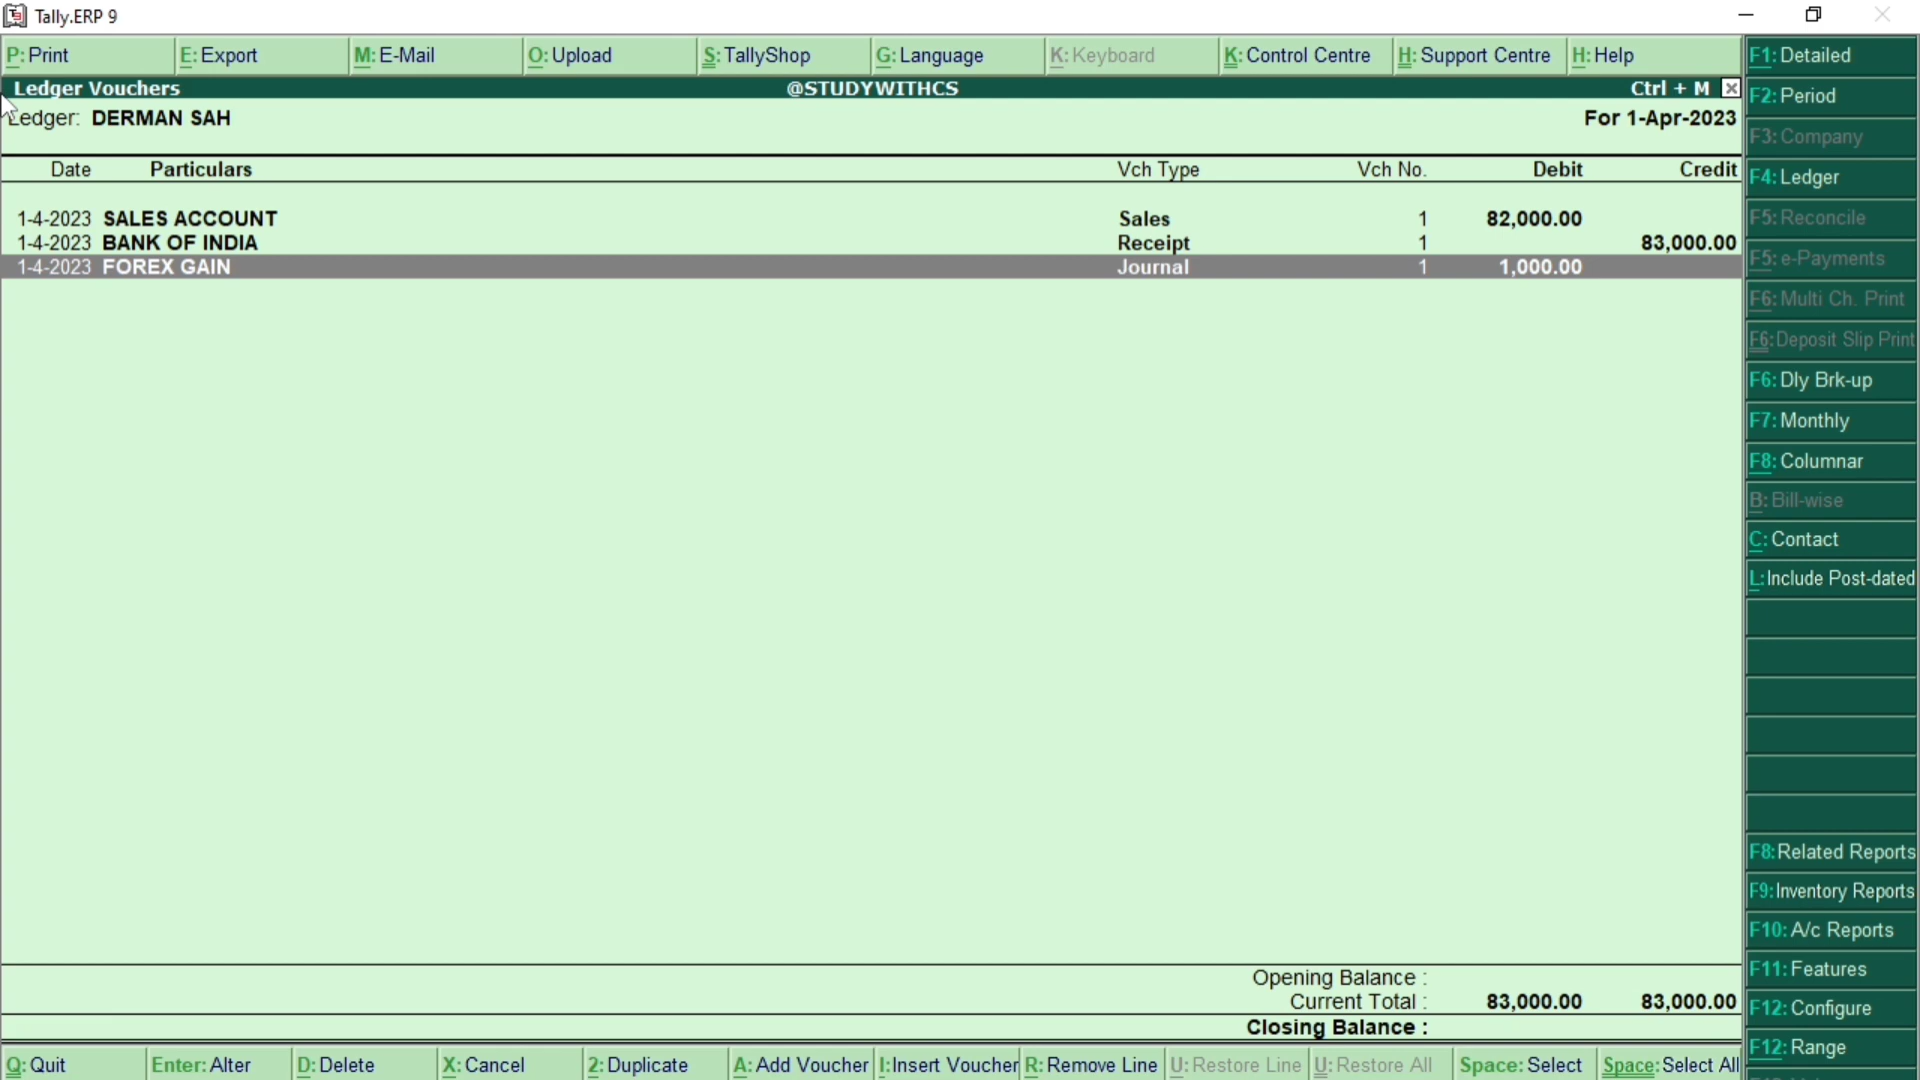 Tally.ERP 9
P: Print E: Export M: E-Mail O: Upload S: TallyShop G: Language K: Keyboard K: Control Centre H: Support Centre H: Help
Ledger Vouchers @STUDYWITHCS Ctrl + M
Ledger: DERMAN SAH For 1-Apr-2023
Date Particulars Vch Type Vch No. Debit Credit
1-4-2023 SALES ACCOUNT Sales 1 82,000.00
1-4-2023 BANK OF INDIA Receipt 1 83,000.00
1-4-2023 FOREX GAIN Journal 1 1,000.00
Opening Balance :
Current Total : 83,000.00 83,000.00
Closing Balance :
Q: Quit Enter: Alter D: Delete X: Cancel 2: Duplicate A: Add Voucher I: Insert Voucher R: Remove Line U: Restore Line U: Restore All Space: Select Space: Select All
F1: Detailed
F2: Period
F3: Company
F4: Ledger
F5: Reconcile
F5: e-Payments
F6: Multi Ch. Print
F6: Deposit Slip Print
F6: Dly Brk-up
F7: Monthly
F8: Columnar
B: Bill-wise
C: Contact
L: Include Post-dated
F8: Related Reports
F9: Inventory Reports
F10: A/c Reports
F11: Features
F12: Configure
F12: Range